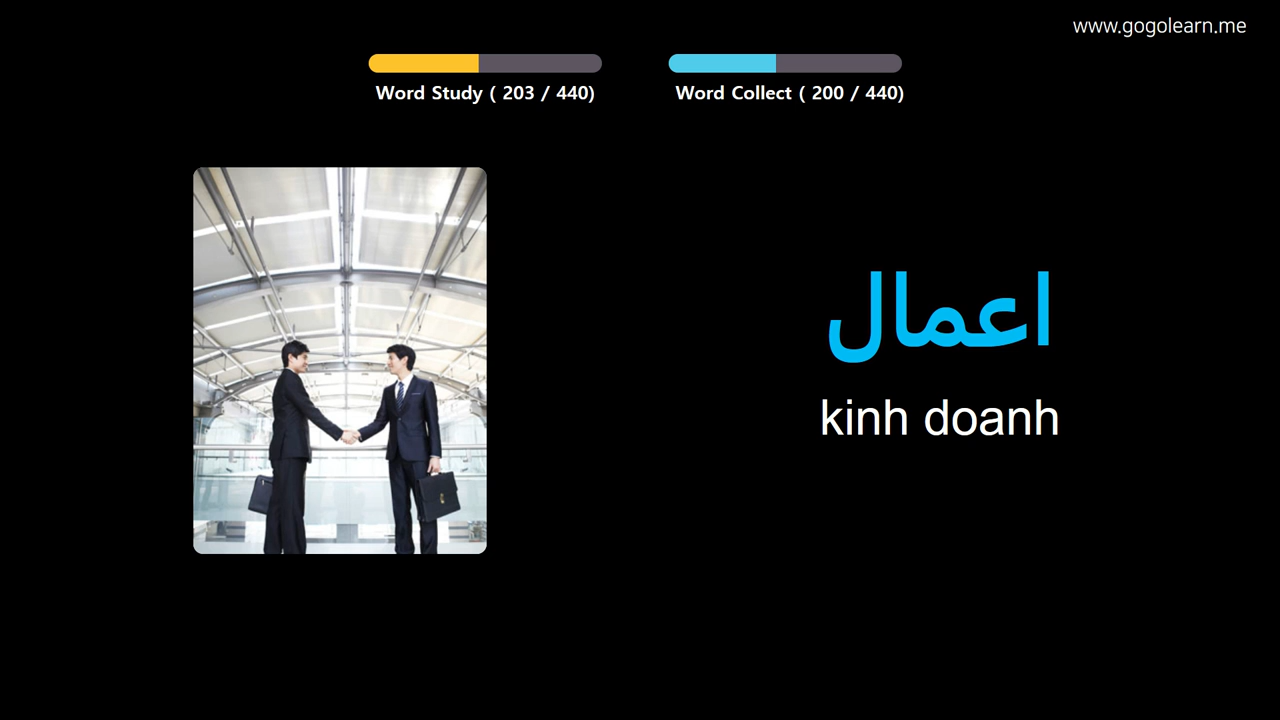 www.gogolearn.me
Word Study ( 203 / 440)
Word Collect ( 200 / 440)
اعمال
kinh doanh